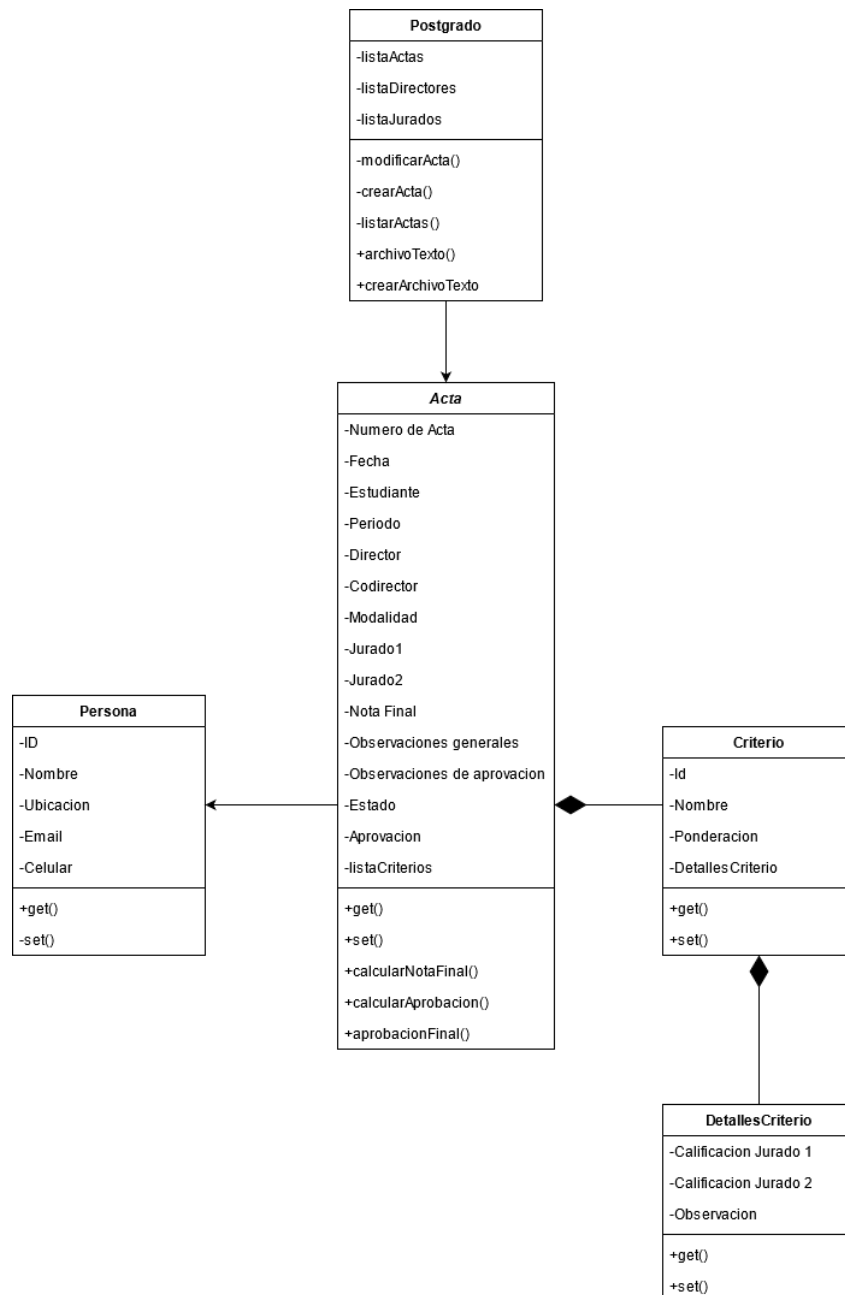 Postgrado
-listaActas
-listaDirectores
-listaJurados
-modificarActa()
-crearActa()
-listarActas()
+archivoTexto()
+crearArchivoTexto
Acta
-Numero de Acta
-Fecha
-Estudiante
-Periodo
-Director
-Codirector
-Modalidad
-Jurado1
-Jurado2
-Nota Final
-Observaciones generales
-Observaciones de aprovacion
-Estado
-Aprovacion
-listaCriterios
+get()
+set()
+calcularNotaFinal()
+calcularAprobacion()
+aprobacionFinal()
Persona
-ID
-Nombre
-Ubicacion
-Email
-Celular
+get()
-set()
Criterio
-Id
-Nombre
-Ponderacion
-DetallesCriterio
+get()
+set()
DetallesCriterio
-Calificacion Jurado 1
-Calificacion Jurado 2
-Observacion
+get()
+set()